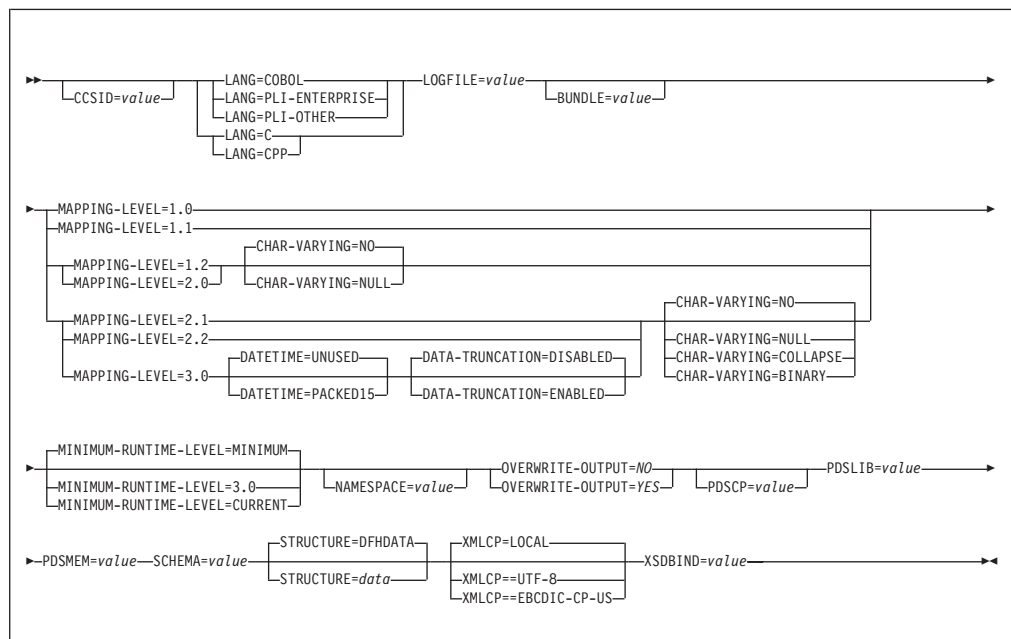 LANG=COBOL LOGFILE=value
CCSID=value LANG=PLI-ENTERPRISE BUNDLE=value
LANG=PLI-OTHER
LANG=C
LANG=CPP
MAPPING-LEVEL=1.0
MAPPING-LEVEL=1.1
CHAR-VARYING=NO
MAPPING-LEVEL=1.2
MAPPING-LEVEL=2.0 CHAR-VARYING=NULL
CHAR-VARYING=NO
MAPPING-LEVEL=2.1
MAPPING-LEVEL=2.2 CHAR-VARYING=NULL
DATETIME=UNUSED DATA-TRUNCATION=DISABLED CHAR-VARYING=COLLAPSE
MAPPING-LEVEL=3.0 CHAR-VARYING=BINARY
DATETIME=PACKED15 DATA-TRUNCATION=ENABLED
MINIMUM-RUNTIME-LEVEL=MINIMUM
OVERWRITE-OUTPUT=NO PDSLIB=value
MINIMUM-RUNTIME-LEVEL=3.0 NAMESPACE=value OVERWRITE-OUTPUT=YES PDSCP=value
MINIMUM-RUNTIME-LEVEL=CURRENT
STRUCTURE=DFHDATA XMLCP=LOCAL
PDSMEM=value SCHEMA=value XSDBIND=value
STRUCTURE=data XMLCP==UTF-8
XMLCP==EBCDIC-CP-US